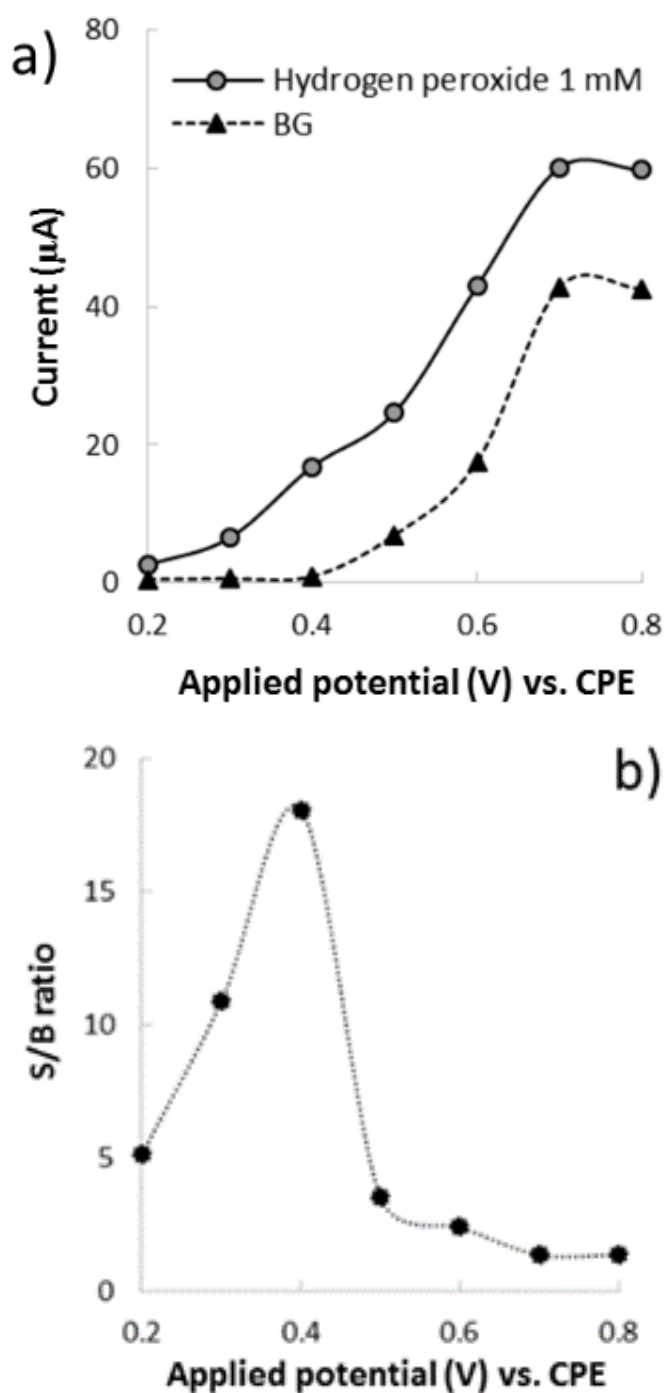 a)
80
Hydrogen peroxide 1 mM
BG
60
40
20
0
Current (µA)
0.2 0.4 0.6 0.8
Applied potential (V) vs. CPE
b)
20
15
10
5
0
S/B ratio
0.2 0.4 0.6 0.8
Applied potential (V) vs. CPE